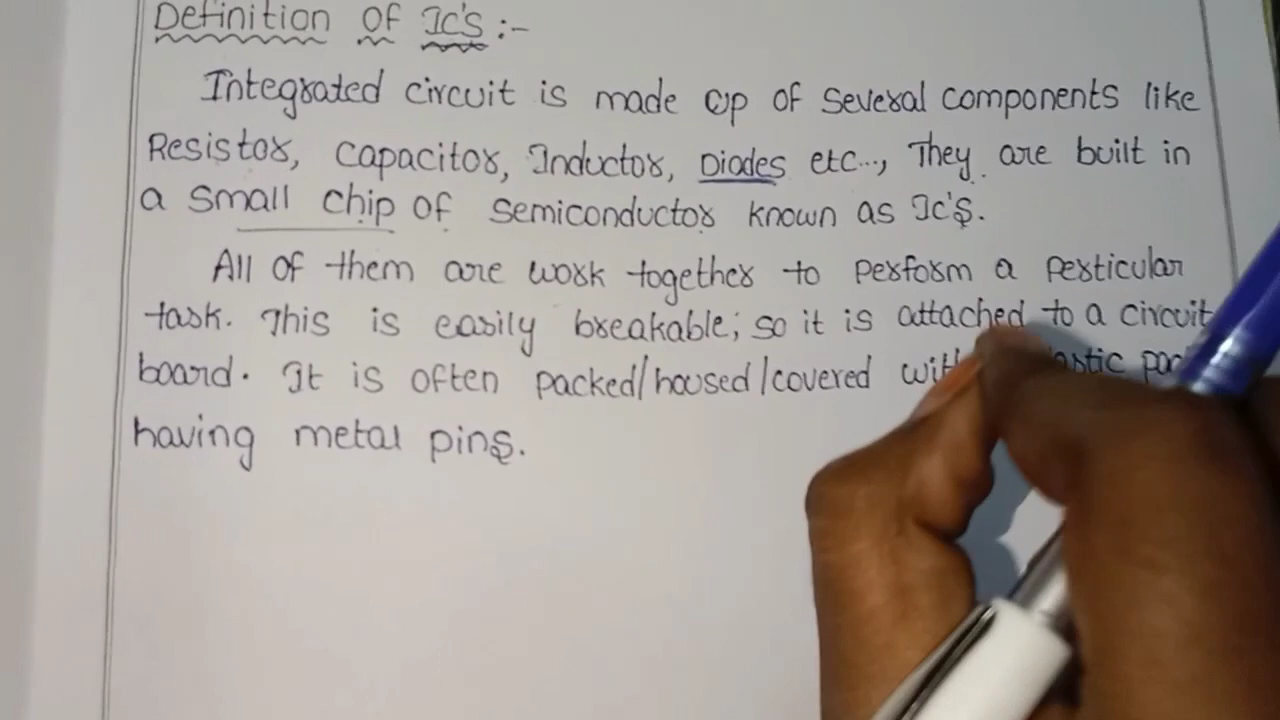 Definition of Ic's :-
Integrated circuit is made up of several components like
Resistor, capacitor, Inductor, Diodes etc..., They are built in
a small chip of semiconductor known as Ic's.
All of them are work together to perform a perticular
task. This is easily breakable; so it is attached to a circuit
board. It is often packed/housed/covered
having metal pins.